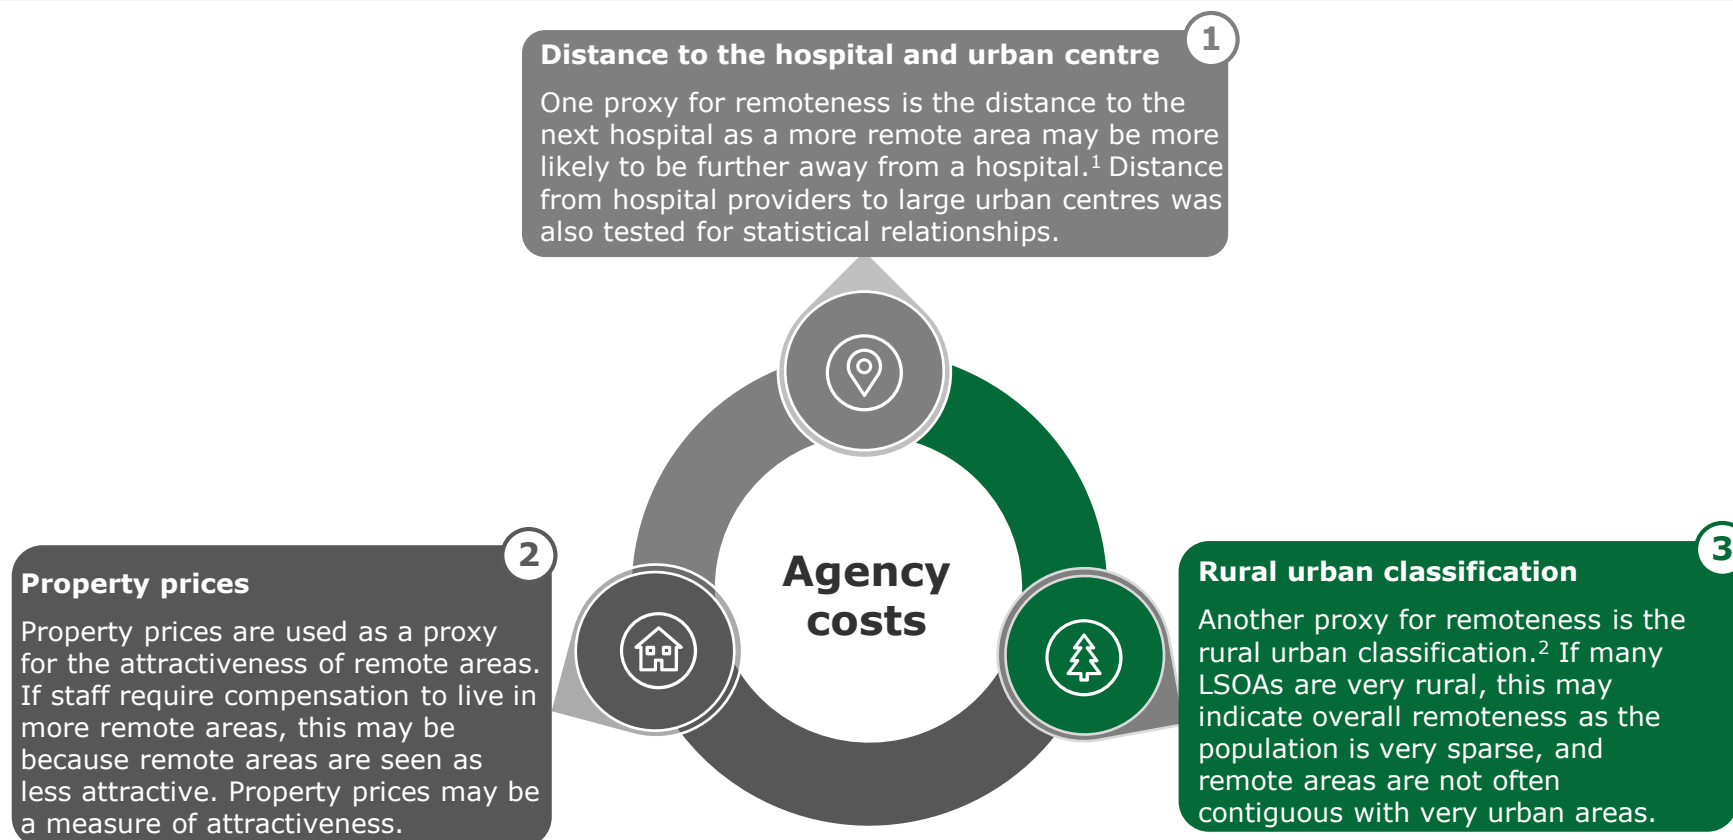 1
Distance to the hospital and urban centre
One proxy for remoteness is the distance to the
next hospital as a more remote area may be more
likely to be further away from a hospital.¹ Distance
from hospital providers to large urban centres was
also tested for statistical relationships.
Agency
costs
2
Property prices
Property prices are used as a proxy
for the attractiveness of remote areas.
If staff require compensation to live in
more remote areas, this may be
because remote areas are seen as
less attractive. Property prices may be
a measure of attractiveness.
3
Rural urban classification
Another proxy for remoteness is the
rural urban classification.² If many
LSOAs are very rural, this may
indicate overall remoteness as the
population is very sparse, and
remote areas are not often
contiguous with very urban areas.